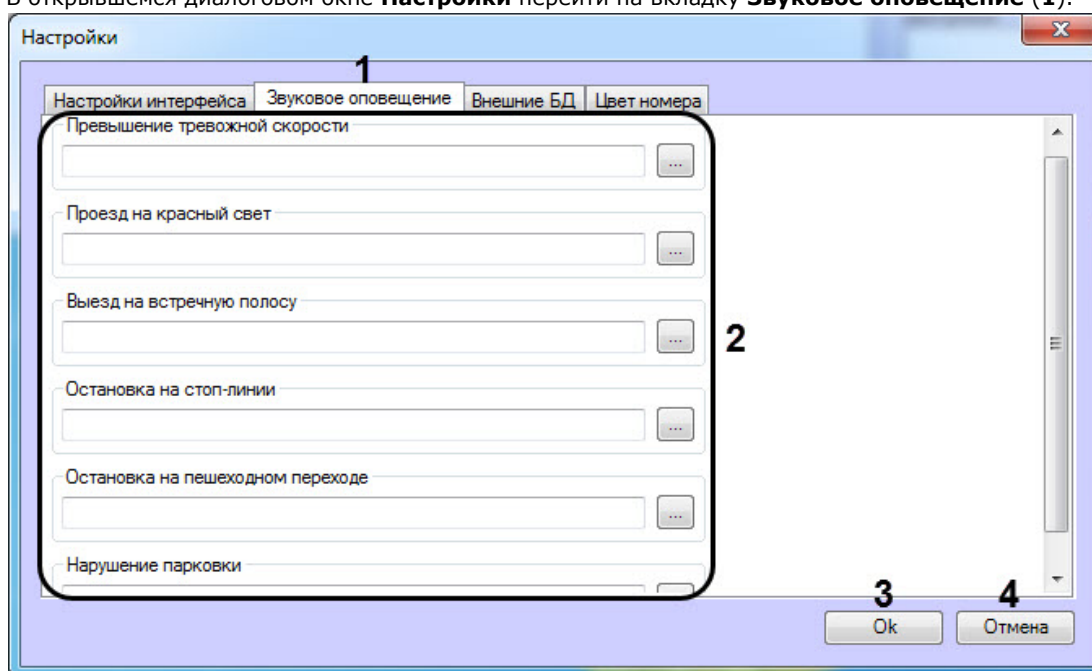 В открывшемся диалоговом окне Настройки перейти на вкладку Звуковое оповещение (1).
Настройки
1
Настройки интерфейса Звуковое оповещение Внешние БД Цвет номера
Превышение тревожной скорости
...
Проезд на красный свет
...
Выезд на встречную полосу
...
2
Остановка на стоп-линии
...
Остановка на пешеходном переходе
...
Нарушение парковки
3 4
Ok Отмена